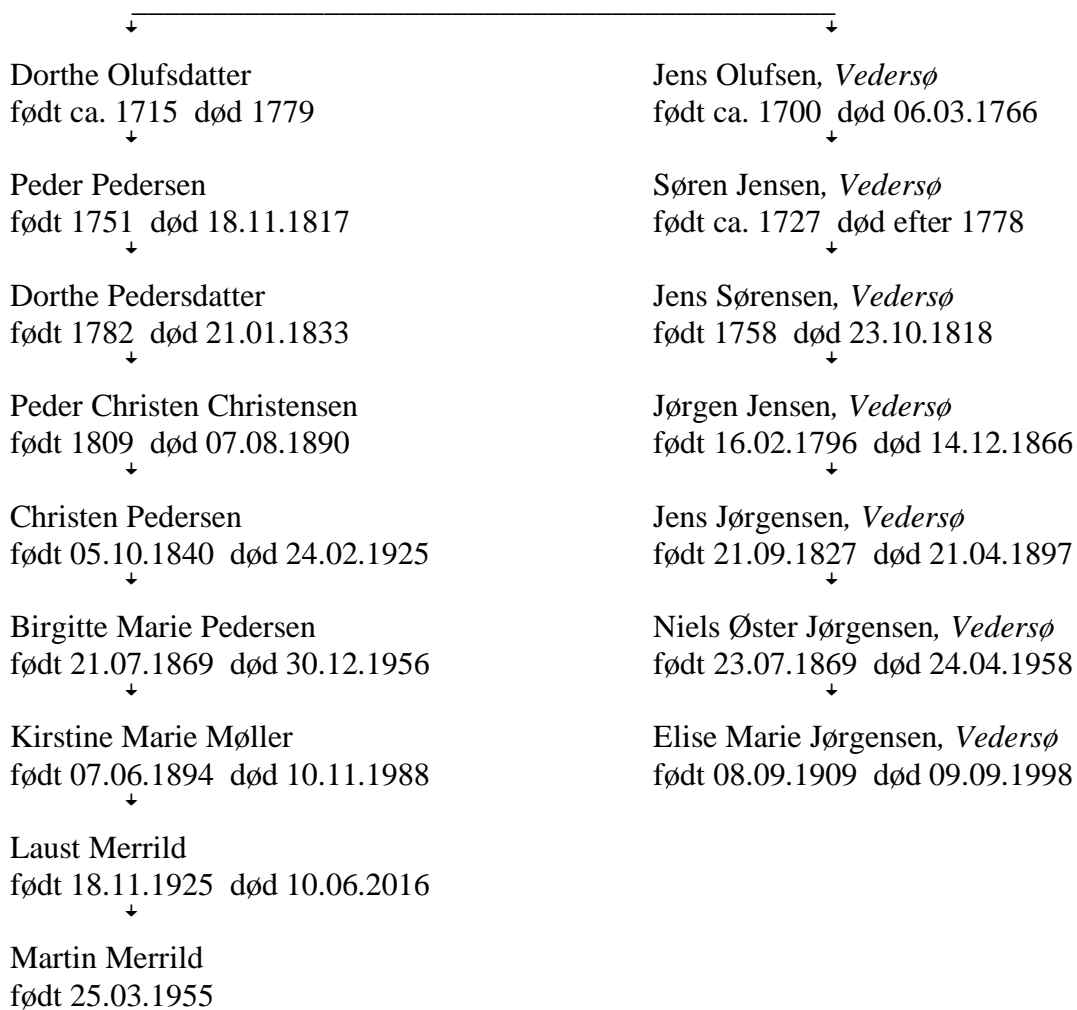 Dorthe Olufsdatter
født ca. 1715 død 1779
Peder Pedersen
født 1751 død 18.11.1817
Dorthe Pedersdatter
født 1782 død 21.01.1833
Peder Christen Christensen
født 1809 død 07.08.1890
Christen Pedersen
født 05.10.1840 død 24.02.1925
Birgitte Marie Pedersen
født 21.07.1869 død 30.12.1956
Kirstine Marie Møller
født 07.06.1894 død 10.11.1988
Laust Merrild
født 18.11.1925 død 10.06.2016
Martin Merrild
født 25.03.1955
Jens Olufsen, Vedersø
født ca. 1700 død 06.03.1766
Søren Jensen, Vedersø
født ca. 1727 død efter 1778
Jens Sørensen, Vedersø
født 1758 død 23.10.1818
Jørgen Jensen, Vedersø
født 16.02.1796 død 14.12.1866
Jens Jørgensen, Vedersø
født 21.09.1827 død 21.04.1897
Niels Øster Jørgensen, Vedersø
født 23.07.1869 død 24.04.1958
Elise Marie Jørgensen, Vedersø
født 08.09.1909 død 09.09.1998